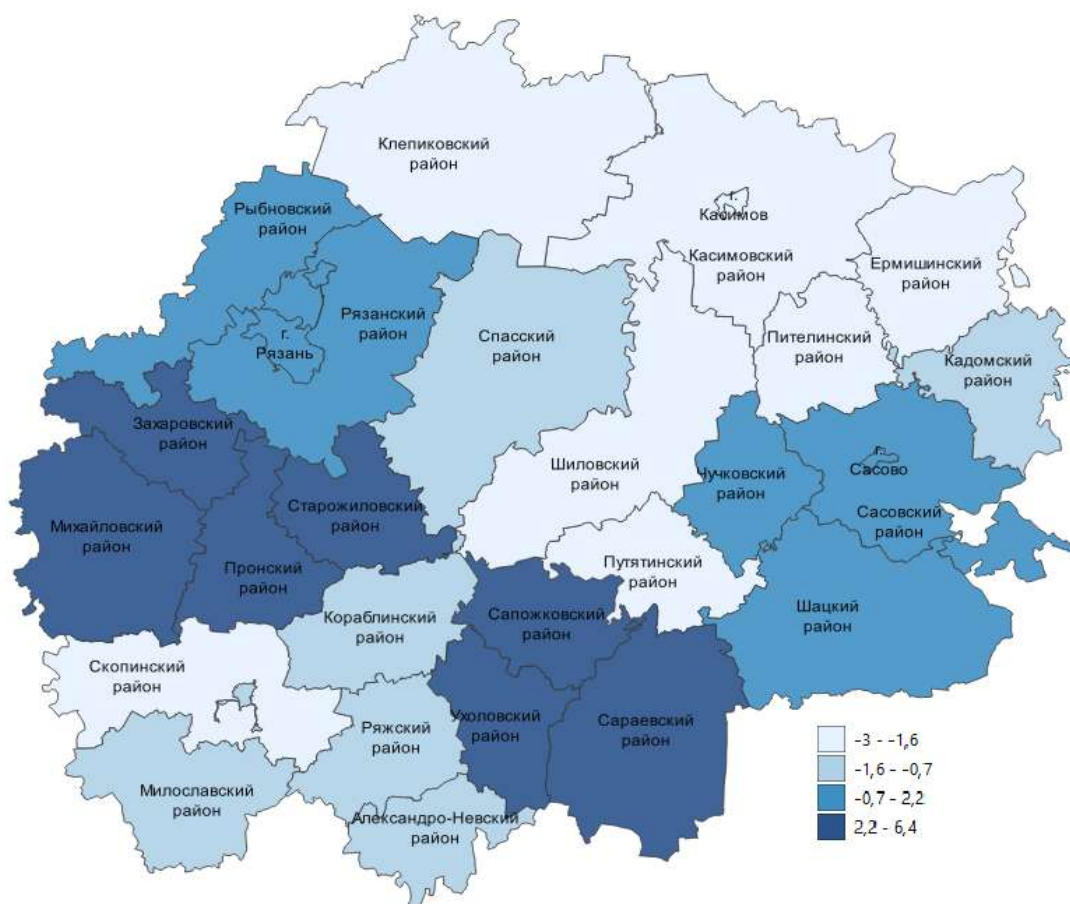 Клепиковский
район
г.
Касимов
Рыбновский
район
Касимовский
район
Ермишинский
район
Рязанский
район
г.
Рязань
Спасский
район
Пителинский
район
Кадомский
район
Захаровский
район
Шиловский
район
Чучковский
район
г.
Сасово
Сасовский
район
Михайловский
район
Старожиловский
район
Пронский
район
Путятинский
район
Шацкий
район
Кораблинский
район
Сапожковский
район
Скопинский
район
Ряжский
район
Ухоловский
район
Сараевский
район
Милославский
район
Александро-Невский
район
-3 - -1,6
-1,6 - -0,7
-0,7 - 2,2
2,2 - 6,4